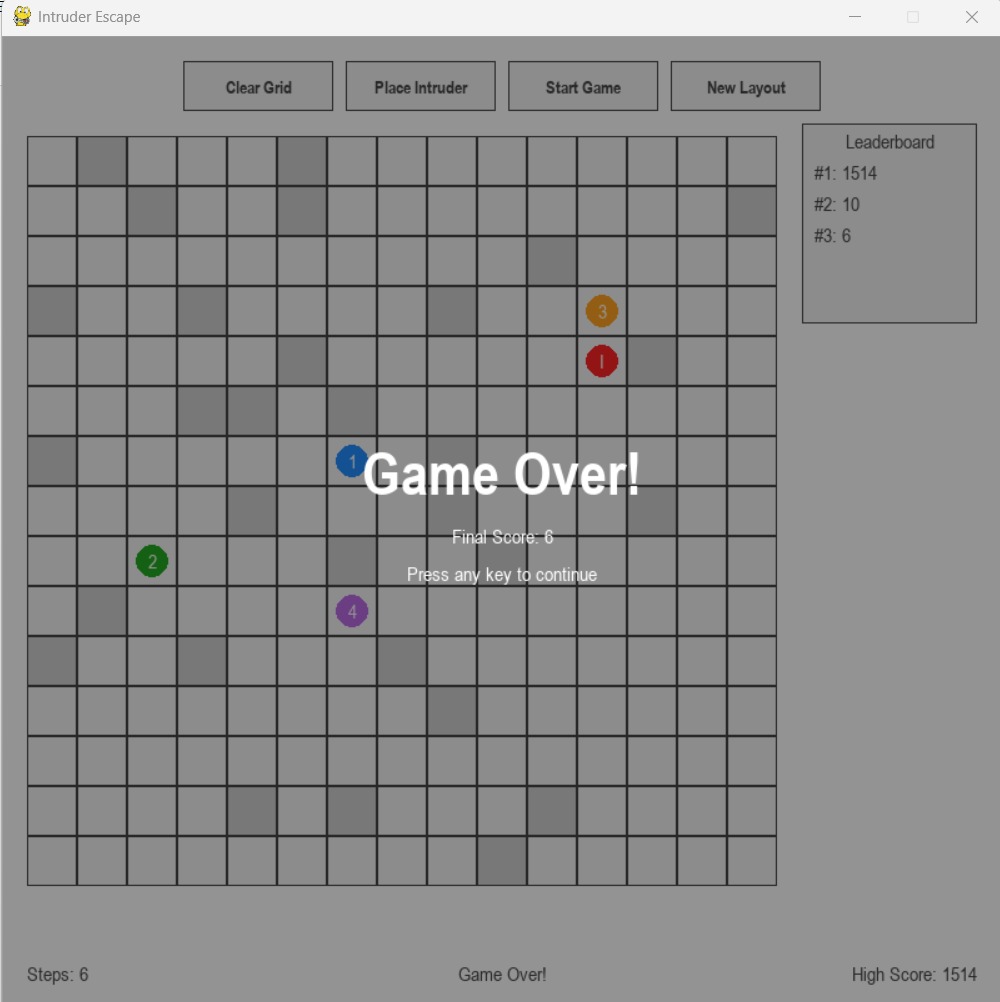 Intruder Escape
Clear Grid
Place Intruder
Start Game
New Layout
Leaderboard
#1: 1514
#2: 10
#3: 6
3
I
1
Game Over!
Final Score: 6
2
Press any key to continue
4
Steps: 6
Game Over!
High Score: 1514